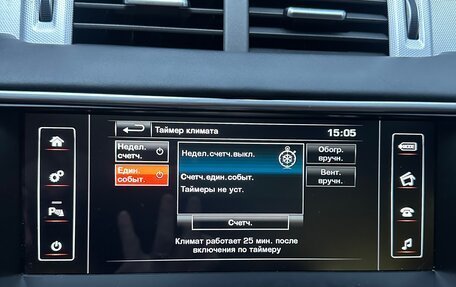 Таймер климата
15:05
Недел.
счетч.
Един.
событ.
Недел.счетч.выкл.
Счетч.един.событ.
Таймеры не уст.
Счетч.
Обогр.
вручн.
Вент.
вручн.
Климат работает 25 мин. после
включения по таймеру